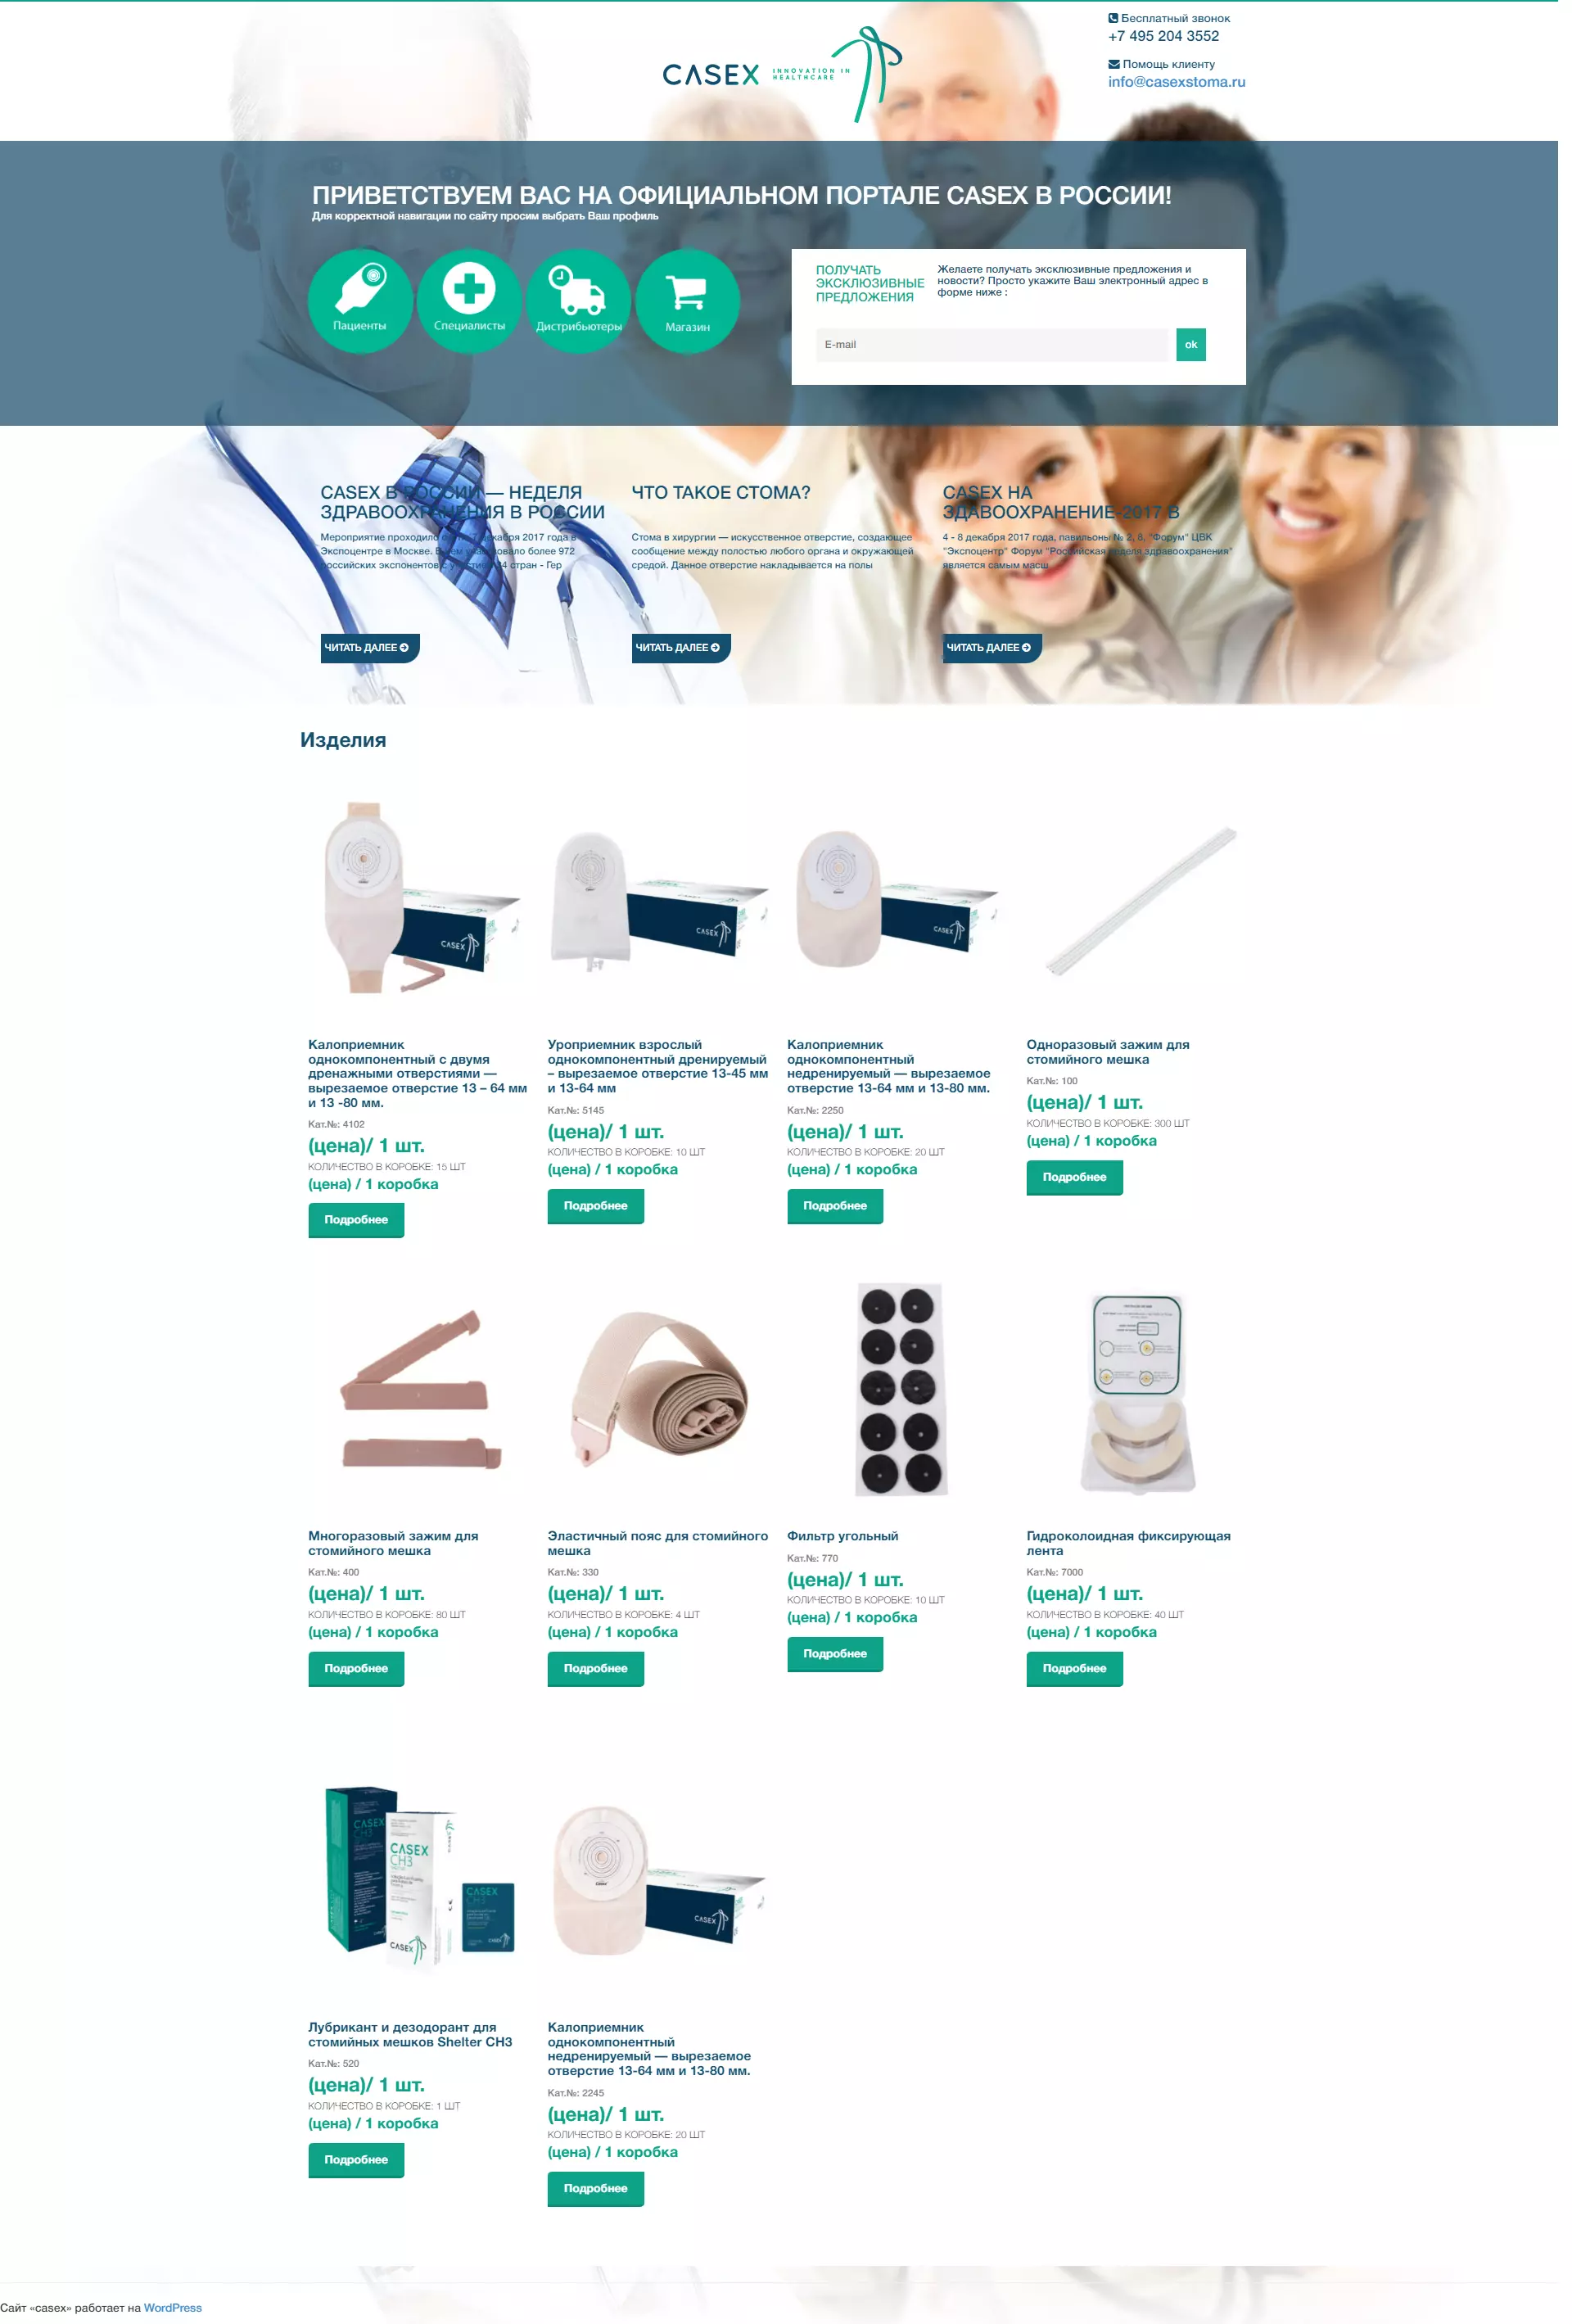 Бесплатный звонок
+7 495 204 3552
Помощь клиенту
info@casexstoma.ru
CASEX INNOVATION IN
HEALTHCARE
ПРИВЕТСТВУЕМ ВАС НА ОФИЦИАЛЬНОМ ПОРТАЛЕ CASEX В РОССИИ!
Для корректной навигации по сайту просим выбрать Ваш профиль
Пациенты
Специалисты
Дистрибьютеры
Магазин
ПОЛУЧАТЬ
ЭКСКЛЮЗИВНЫЕ
ПРЕДЛОЖЕНИЯ
Желаете получать эксклюзивные предложения и
новости? Просто укажите Ваш электронный адрес в
форме ниже :
E-mail
ok
CASEX В РОССИИ — НЕДЕЛЯ
ЗДРАВООХРАНЕНИЯ В РОССИИ
Мероприятие проходило декабря 2017 года в
Экспоцентре в Москве. более 972
российских экспонентов с стран - Гер
ЧИТАТЬ ДАЛЕЕ
ЧТО ТАКОЕ СТОМА?
Стома в хирургии — искусственное отверстие, создающее
сообщение между полостью любого органа и окружающей
средой. Данное отверстие накладывается на полы
ЧИТАТЬ ДАЛЕЕ
CASEX НА
ЗДАВООХРАНЕНИЕ-2017 В
4 - 8 декабря 2017 года, павильоны № 2, 8, "Форум" ЦВК
"Экспоцентр" Форум "Российская неделя здравоохранения"
является самым масш
ЧИТАТЬ ДАЛЕЕ
Изделия
Калоприемник
однокомпонентный с двумя
дренажными отверстиями —
вырезаемое отверстие 13 – 64 мм
и 13 -80 мм.
Кат.№: 4102
(цена)/ 1 шт.
КОЛИЧЕСТВО В КОРОБКЕ: 15 ШТ
(цена) / 1 коробка
Подробнее
Уроприемник взрослый
однокомпонентный дренируемый
– вырезаемое отверстие 13-45 мм
и 13-64 мм
Кат.№: 5145
(цена)/ 1 шт.
КОЛИЧЕСТВО В КОРОБКЕ: 10 ШТ
(цена) / 1 коробка
Подробнее
Калоприемник
однокомпонентный
недренируемый — вырезаемое
отверстие 13-64 мм и 13-80 мм.
Кат.№: 2250
(цена)/ 1 шт.
КОЛИЧЕСТВО В КОРОБКЕ: 20 ШТ
(цена) / 1 коробка
Подробнее
Одноразовый зажим для
стомийного мешка
Кат.№: 100
(цена)/ 1 шт.
КОЛИЧЕСТВО В КОРОБКЕ: 300 ШТ
(цена) / 1 коробка
Подробнее
Многоразовый зажим для
стомийного мешка
Кат.№: 400
(цена)/ 1 шт.
КОЛИЧЕСТВО В КОРОБКЕ: 80 ШТ
(цена) / 1 коробка
Подробнее
Эластичный пояс для стомийного
мешка
Кат.№: 330
(цена)/ 1 шт.
КОЛИЧЕСТВО В КОРОБКЕ: 4 ШТ
(цена) / 1 коробка
Подробнее
Фильтр угольный
Кат.№: 770
(цена)/ 1 шт.
КОЛИЧЕСТВО В КОРОБКЕ: 10 ШТ
(цена) / 1 коробка
Подробнее
Гидроколоидная фиксирующая
лента
Кат.№: 7000
(цена)/ 1 шт.
КОЛИЧЕСТВО В КОРОБКЕ: 40 ШТ
(цена) / 1 коробка
Подробнее
CASEX
CH3
CASEX
CH3
CASEX
CH3
CASEX
Лубрикант и дезодорант для
стомийных мешков Shelter CH3
Кат.№: 520
(цена)/ 1 шт.
КОЛИЧЕСТВО В КОРОБКЕ: 1 ШТ
(цена) / 1 коробка
Подробнее
CASEX
Калоприемник
однокомпонентный
недренируемый — вырезаемое
отверстие 13-64 мм и 13-80 мм.
Кат.№: 2245
(цена)/ 1 шт.
КОЛИЧЕСТВО В КОРОБКЕ: 20 ШТ
(цена) / 1 коробка
Подробнее
Сайт «casex» работает на WordPress